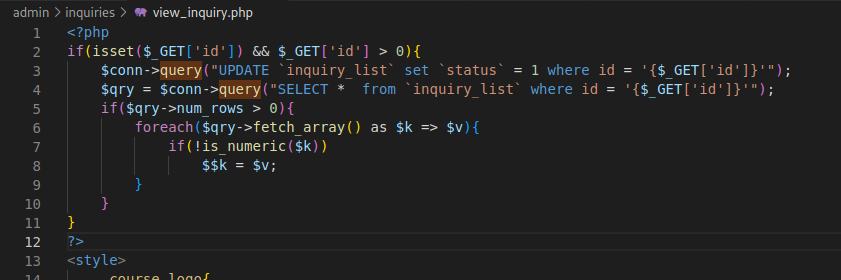 admin > inquiries > view_inquiry.php
1 <?php
2 if(isset($_GET['id']) && $_GET['id'] > 0){
3 $conn->query("UPDATE `inquiry_list` set `status` = 1 where id = '{$_GET['id']}'");
4 $qry = $conn->query("SELECT *  from `inquiry_list` where id = '{$_GET['id']}'");
5 if($qry->num_rows > 0){
6 foreach($qry->fetch_array() as $k => $v){
7 if(!is_numeric($k))
8 $$k = $v;
9 }
10 }
11 }
12 ?>
13 <style>
14 course_logo{